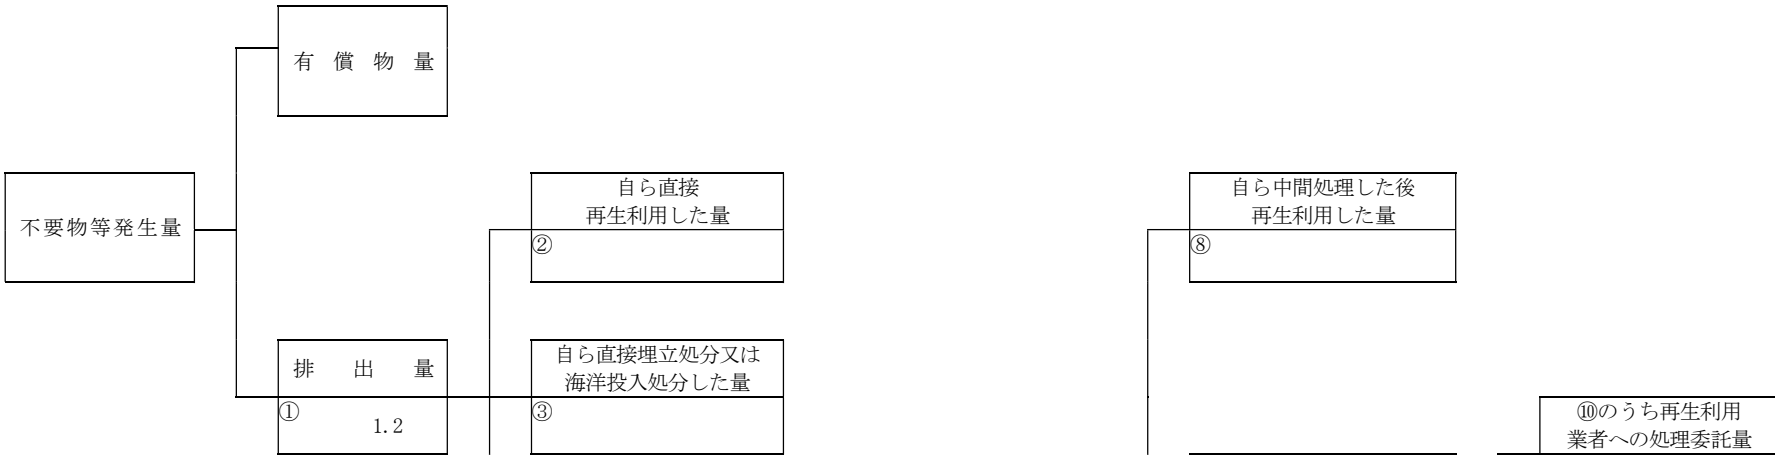 有償物量
不要物等発生量
自ら直接
再生利用した量
②
自ら中間処理した後
再生利用した量
⑧
排出量
①
1.2
自ら直接埋立処分又は
海洋投入処分した量
③
⑩のうち再生利用
業者への処理委託量